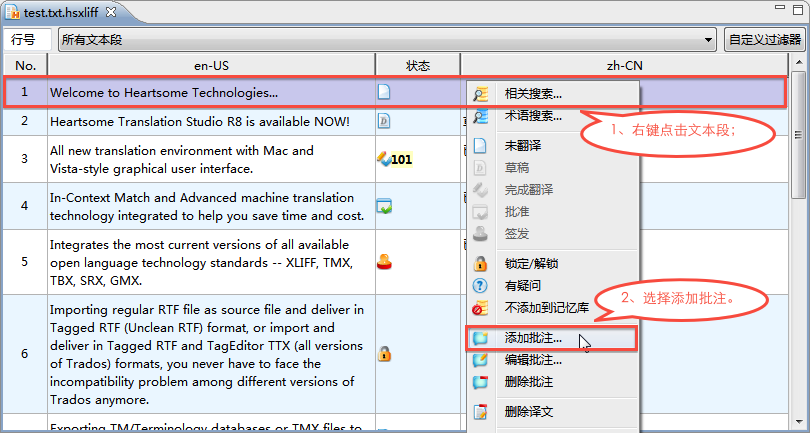 test.txt.hsxliff
行号
所有文本段
自定义过滤器
No.
en-US
状态
zh-CN
1
Welcome to Heartsome Technologies...
2
Heartsome Translation Studio R8 is available NOW!
3
All new translation environment with Mac and
Vista-style graphical user interface.
101
4
In-Context Match and Advanced machine translation
technology integrated to help you save time and cost.
5
Integrates the most current versions of all available
open language technology standards -- XLIFF, TMX,
TBX, SRX, GMX.
6
Importing regular RTF file as source file and deliver in
Tagged RTF (Unclean RTF) format, or import and
deliver in Tagged RTF and TagEditor TTX (all versions
of Trados) formats, you never have to face the
incompatibility problem among different versions of
Trados anymore.
Exporting TM/Terminology databases or TMX files to
相关搜索...
术语搜索...
未翻译
草稿
完成翻译
批准
签发
锁定/解锁
有疑问
不添加到记忆库
添加批注...
编辑批注...
删除批注
删除译文
1、右键点击文本段;
2、选择添加批注。